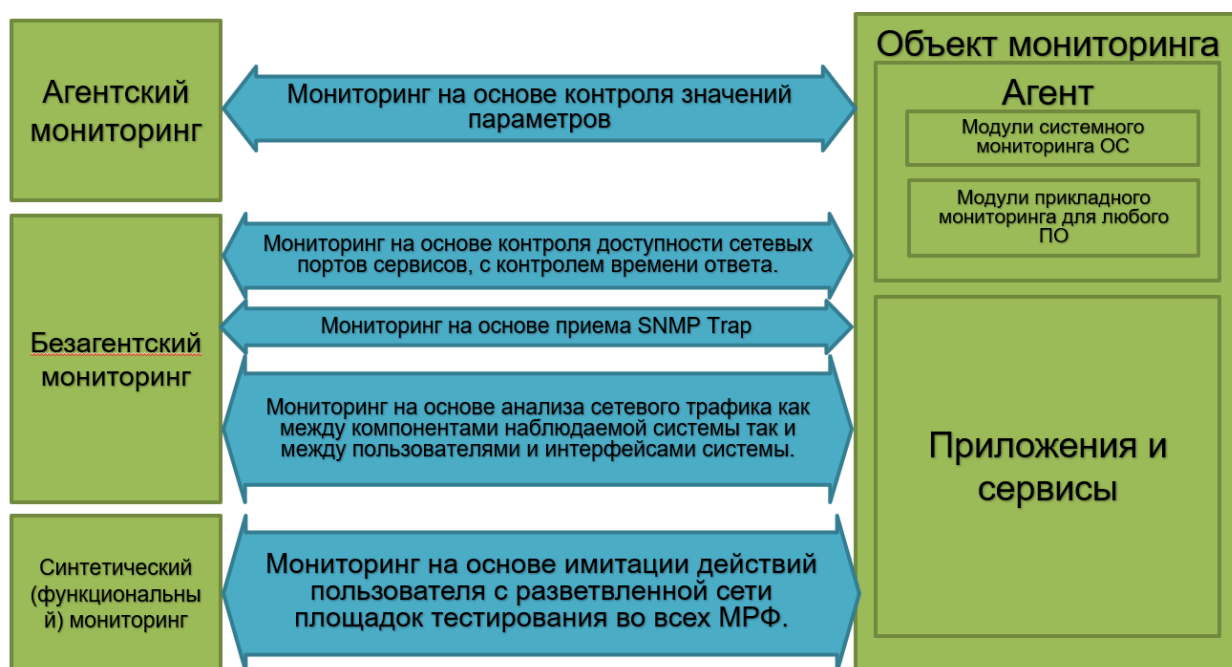 Агентский
мониторинг
Мониторинг на основе контроля значений
параметров
Объект мониторинга
Агент
Модули системного
мониторинга ОС
Модули прикладного
мониторинга для любого
ПО
Безагентский
мониторинг
Мониторинг на основе контроля доступности сетевых
портов сервисов, с контролем времени ответа.
Мониторинг на основе приема SNMP Trap
Мониторинг на основе анализа сетевого трафика как
между компонентами наблюдаемой системы так и
между пользователями и интерфейсами системы.
Приложения и
сервисы
Синтетический
(функциональны
й) мониторинг
Мониторинг на основе имитации действий
пользователя с разветвленной сети
площадок тестирования во всех МРФ.